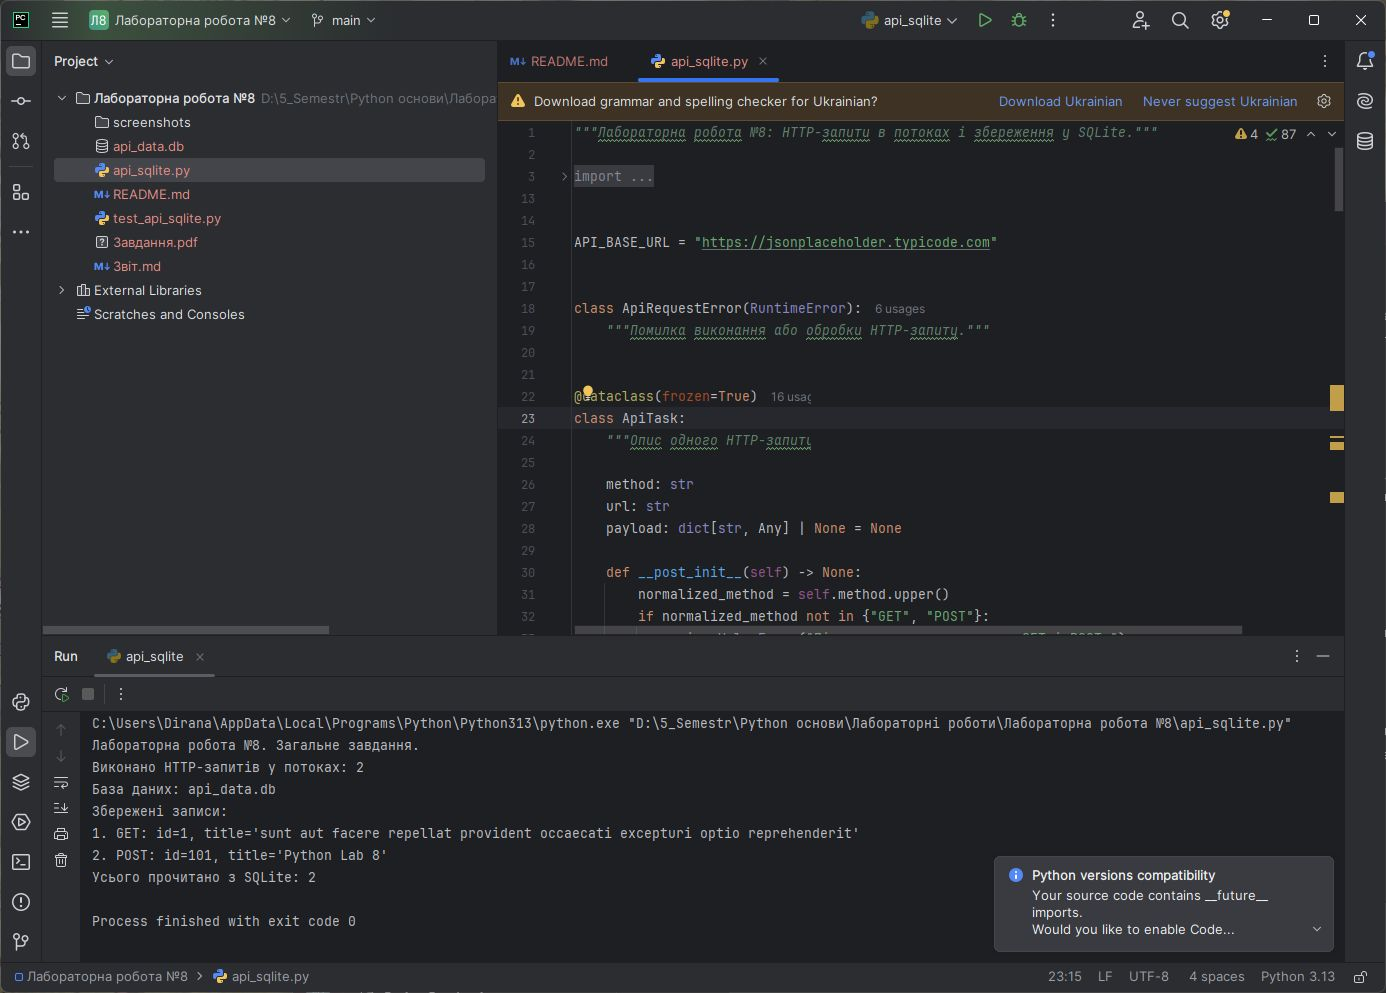 PC
Л8 Лабораторна робота №8 main
api_sqlite
Project
Лабораторна робота №8 D:\5_Semestr\Python основи\Лабора
screenshots
api_data.db
api_sqlite.py
README.md
test_api_sqlite.py
Завдання.pdf
Звіт.md
External Libraries
Scratches and Consoles
README.md api_sqlite.py
Download grammar and spelling checker for Ukrainian? Download Ukrainian Never suggest Ukrainian
4 87
1 """Лабораторна робота №8: HTTP-запити в потоках і збереження у SQLite."""
2
3 import ...
13
14
15 API_BASE_URL = "https://jsonplaceholder.typicode.com"
16
17
18 class ApiRequestError(RuntimeError): 6 usages
19 """Помилка виконання або обробки HTTP-запиту."""
20
21
22 @dataclass(frozen=True) 16 usag
23 class ApiTask:
24 """Опис одного HTTP-запиту
25
26 method: str
27 url: str
28 payload: dict[str, Any] | None = None
29
30 def __post_init__(self) -> None:
31 normalized_method = self.method.upper()
32 if normalized_method not in {"GET", "POST"}:
Run api_sqlite
C:\Users\Dirana\AppData\Local\Programs\Python\Python313\python.exe "D:\5_Semestr\Python основи\Лабораторні роботи\Лабораторна робота №8\api_sqlite.py"
Лабораторна робота №8. Загальне завдання.
Виконано HTTP-запитів у потоках: 2
База даних: api_data.db
Збережені записи:
1. GET: id=1, title='sunt aut facere repellat provident occaecati excepturi optio reprehenderit'
2. POST: id=101, title='Python Lab 8'
Усього прочитано з SQLite: 2
Process finished with exit code 0
Python versions compatibility
Your source code contains __future__
imports.
Would you like to enable Code...
Лабораторна робота №8 > api_sqlite.py
23:15 LF UTF-8 4 spaces Python 3.13